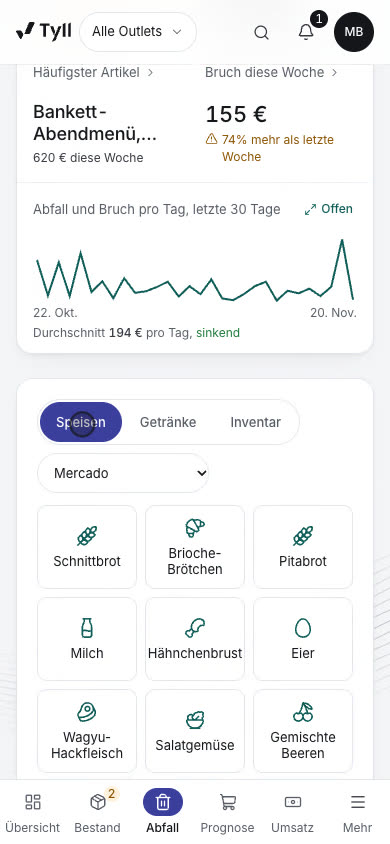 Tyll
Alle Outlets
1
MB
Häufigster Artikel
Bruch diese Woche
Bankett-
Abendmenü,...
155 €
620 € diese Woche
74% mehr als letzte
Woche
Abfall und Bruch pro Tag, letzte 30 Tage
Offen
22. Okt.
20. Nov.
Durchschnitt 194 € pro Tag, sinkend
Speisen
Getränke
Inventar
Mercado
Schnittbrot
Brioche-
Brötchen
Pitabrot
Milch
Hähnchenbrust
Eier
Wagyu-
Hackfleisch
Salatgemüse
Gemischte
Beeren
2
Übersicht
Bestand
Abfall
Prognose
Umsatz
Mehr